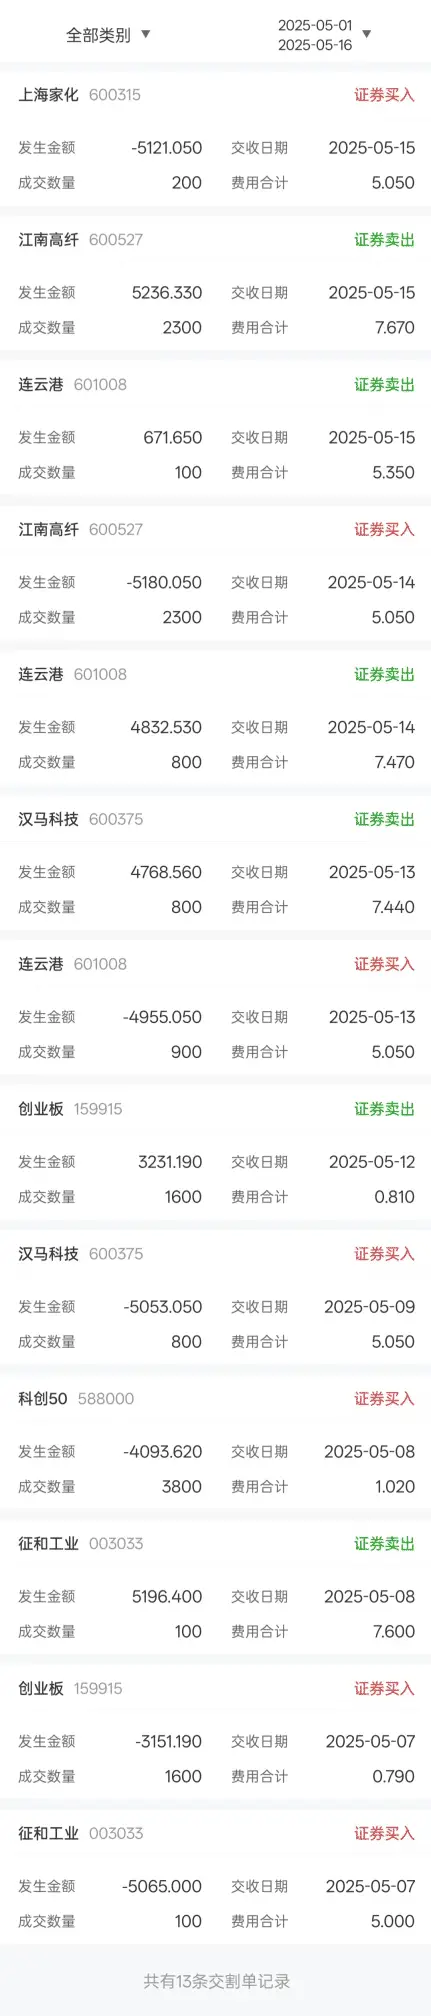 全部类别 ▼ 2025-05-01
2025-05-16 ▼
上海家化 600315 证券买入
发生金额 -5121.050 交收日期 2025-05-15
成交数量 200 费用合计 5.050
江南高纤 600527 证券卖出
发生金额 5236.330 交收日期 2025-05-15
成交数量 2300 费用合计 7.670
连云港 601008 证券卖出
发生金额 671.650 交收日期 2025-05-15
成交数量 100 费用合计 5.350
江南高纤 600527 证券买入
发生金额 -5180.050 交收日期 2025-05-14
成交数量 2300 费用合计 5.050
连云港 601008 证券卖出
发生金额 4832.530 交收日期 2025-05-14
成交数量 800 费用合计 7.470
汉马科技 600375 证券卖出
发生金额 4768.560 交收日期 2025-05-13
成交数量 800 费用合计 7.440
连云港 601008 证券买入
发生金额 -4955.050 交收日期 2025-05-13
成交数量 900 费用合计 5.050
创业板 159915 证券卖出
发生金额 3231.190 交收日期 2025-05-12
成交数量 1600 费用合计 0.810
汉马科技 600375 证券买入
发生金额 -5053.050 交收日期 2025-05-09
成交数量 800 费用合计 5.050
科创50 588000 证券买入
发生金额 -4093.620 交收日期 2025-05-08
成交数量 3800 费用合计 1.020
征和工业 003033 证券卖出
发生金额 5196.400 交收日期 2025-05-08
成交数量 100 费用合计 7.600
创业板 159915 证券买入
发生金额 -3151.190 交收日期 2025-05-07
成交数量 1600 费用合计 0.790
征和工业 003033 证券买入
发生金额 -5065.000 交收日期 2025-05-07
成交数量 100 费用合计 5.000
共有13条交割单记录